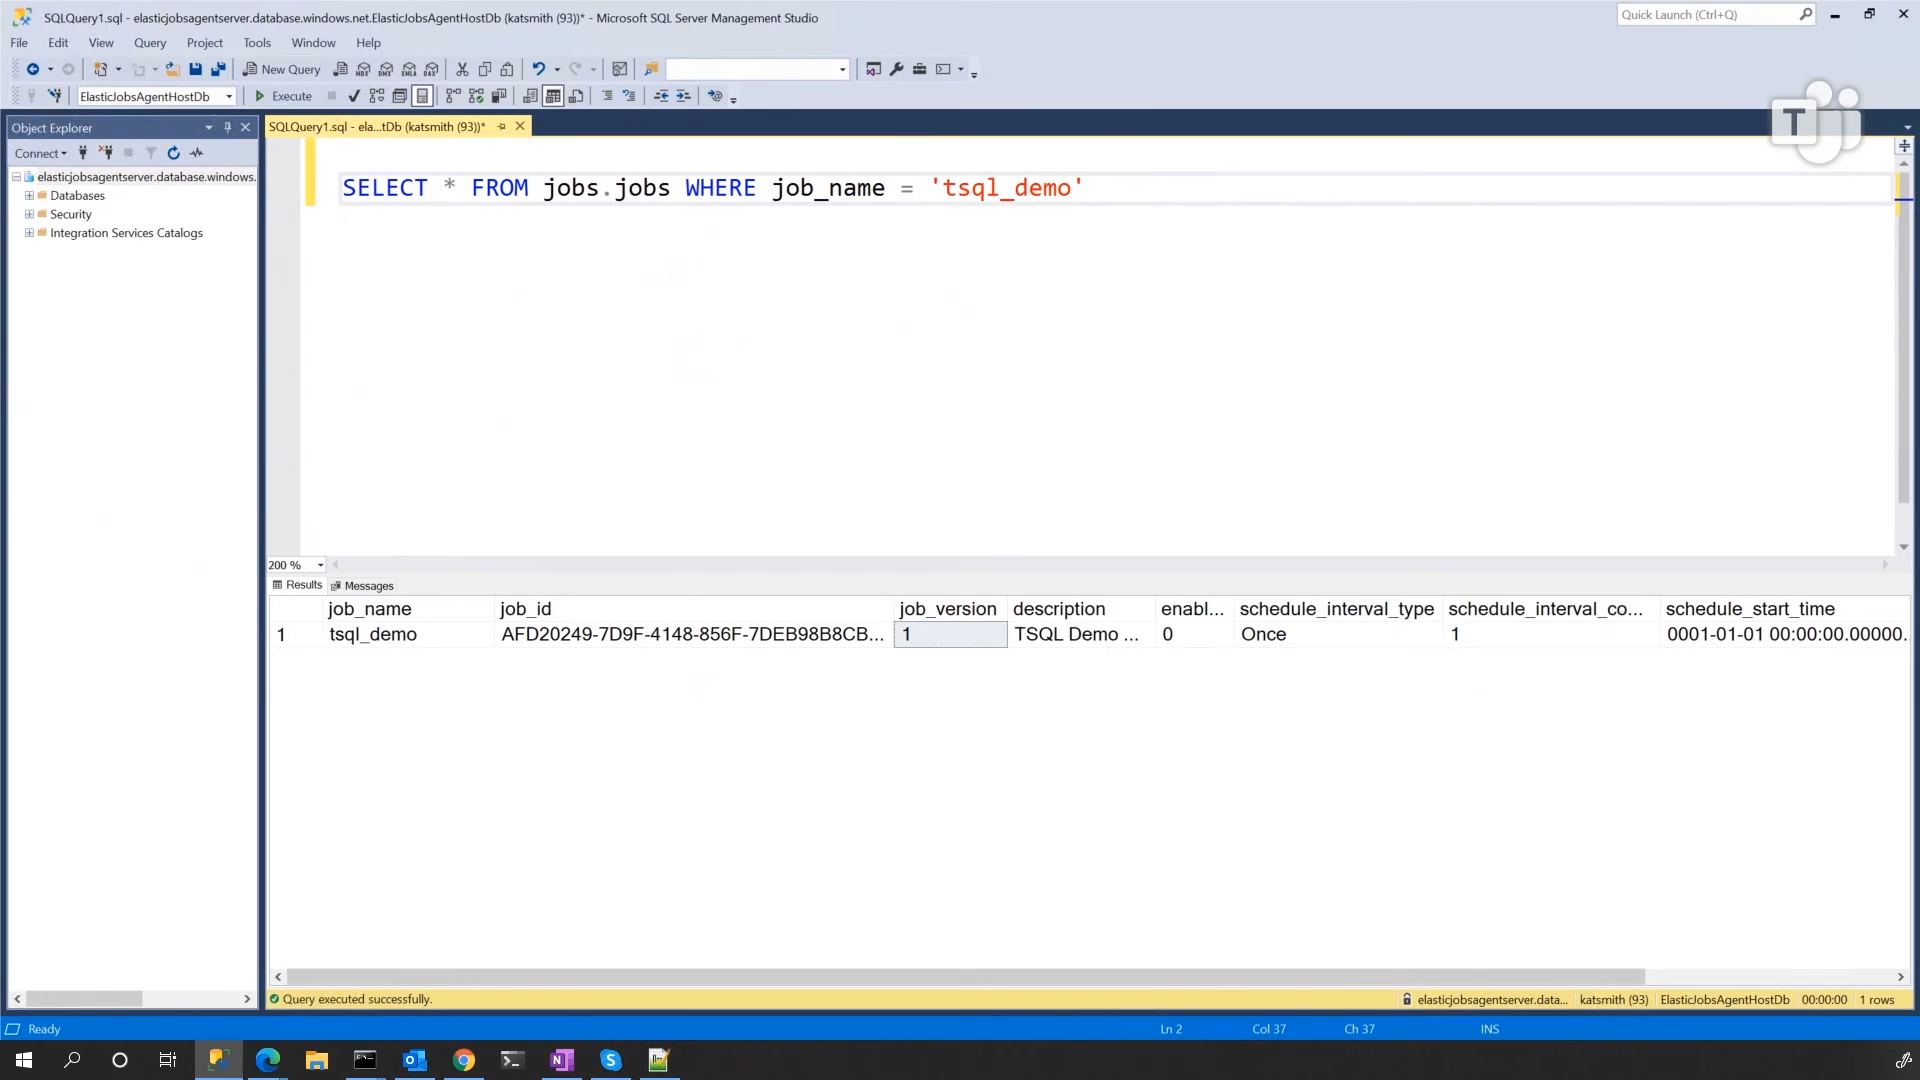 SQLQuery1.sql - elasticjobsagentserver.database.windows.net.ElasticJobsAgentHostDb (katsmith (93))* - Microsoft SQL Server Management Studio
Quick Launch (Ctrl+Q)
File Edit View Query Project Tools Window Help
New Query
ElasticJobsAgentHostDb Execute
Object Explorer
SQLQuery1.sql - ela...tDb (katsmith (93))*
T
Connect
elasticjobsagentserver.database.windows.
Databases
Security
Integration Services Catalogs
SELECT * FROM jobs.jobs WHERE job_name = 'tsql_demo'
200 %
Results Messages
job_name job_id job_version description enabl... schedule_interval_type schedule_interval_co... schedule_start_time
1 tsql_demo AFD20249-7D9F-4148-856F-7DEB98B8CB... 1 TSQL Demo ... 0 Once 1 0001-01-01 00:00:00.00000.
Query executed successfully. elasticjobsagentserver.data... katsmith (93) ElasticJobsAgentHostDb 00:00:00 1 rows
Ready Ln 2 Col 37 Ch 37 INS